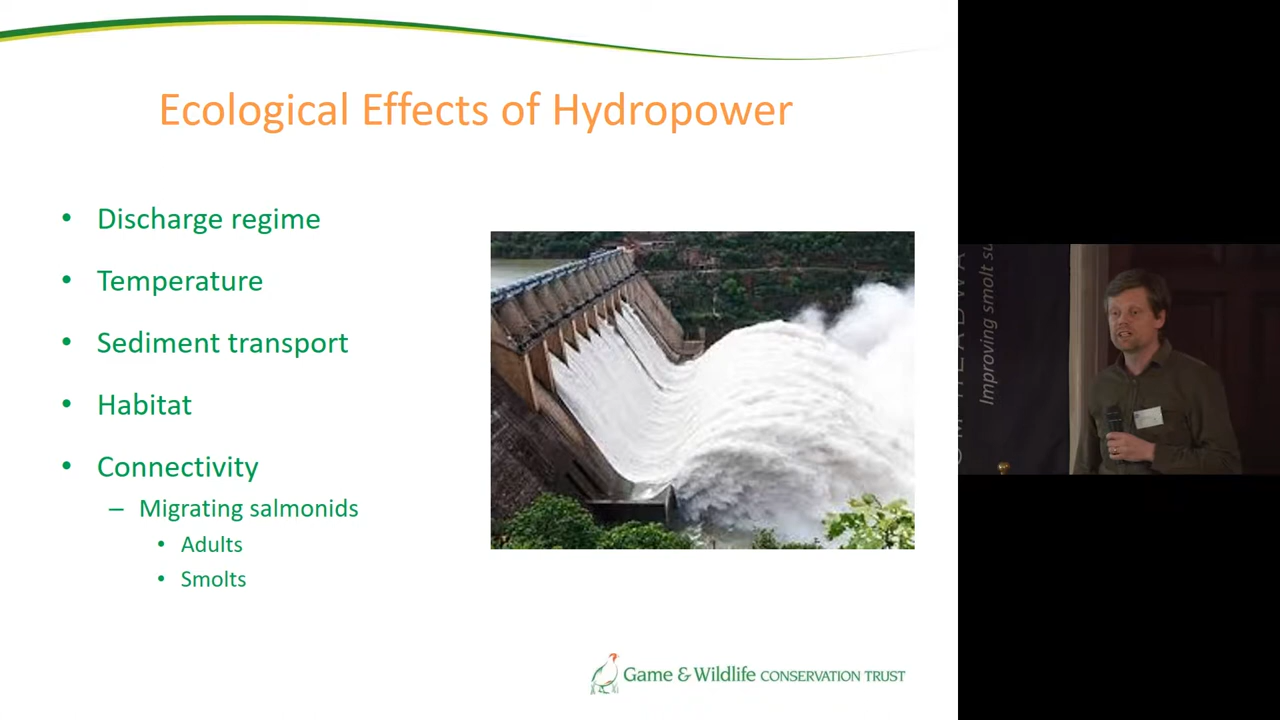 Ecological Effects of Hydropower
• Discharge regime
• Temperature
• Sediment transport
• Habitat
• Connectivity
– Migrating salmonids
• Adults
• Smolts
Game & Wildlife CONSERVATION TRUST
Improving smolt